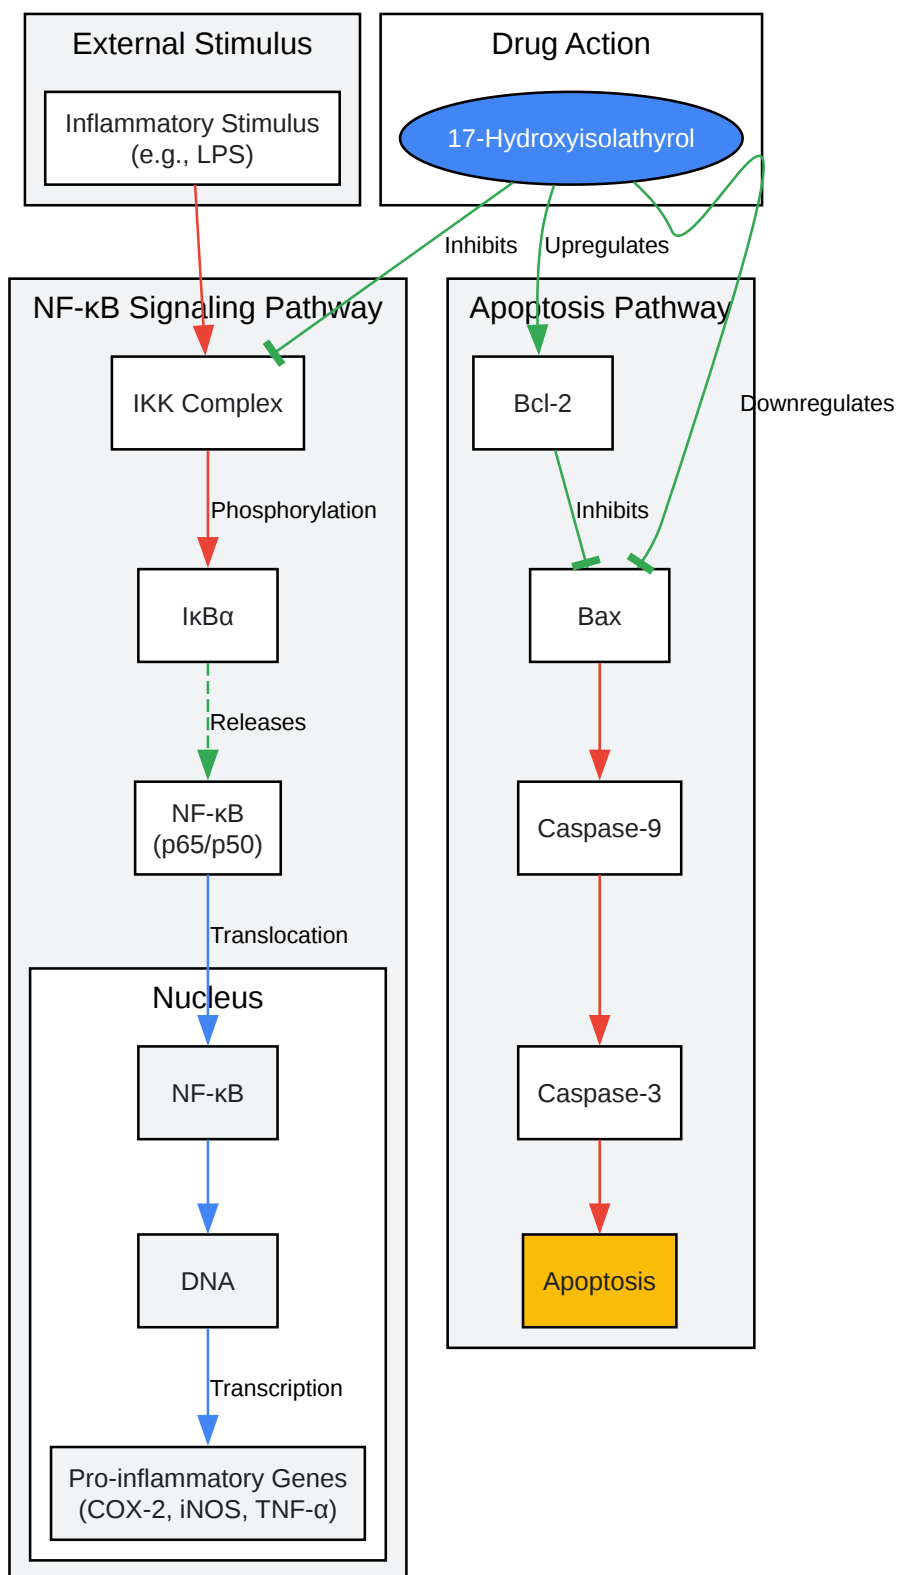 External Stimulus
Inflammatory Stimulus
(e.g., LPS)
Drug Action
17-Hydroxyisolathyrol
Inhibits
Upregulates
Downregulates
NF-κB Signaling Pathway
IKK Complex
Phosphorylation
IκBα
Releases
NF-κB
(p65/p50)
Translocation
Nucleus
NF-κB
DNA
Transcription
Pro-inflammatory Genes
(COX-2, iNOS, TNF-α)
Apoptosis Pathway
Bcl-2
Inhibits
Bax
Caspase-9
Caspase-3
Apoptosis